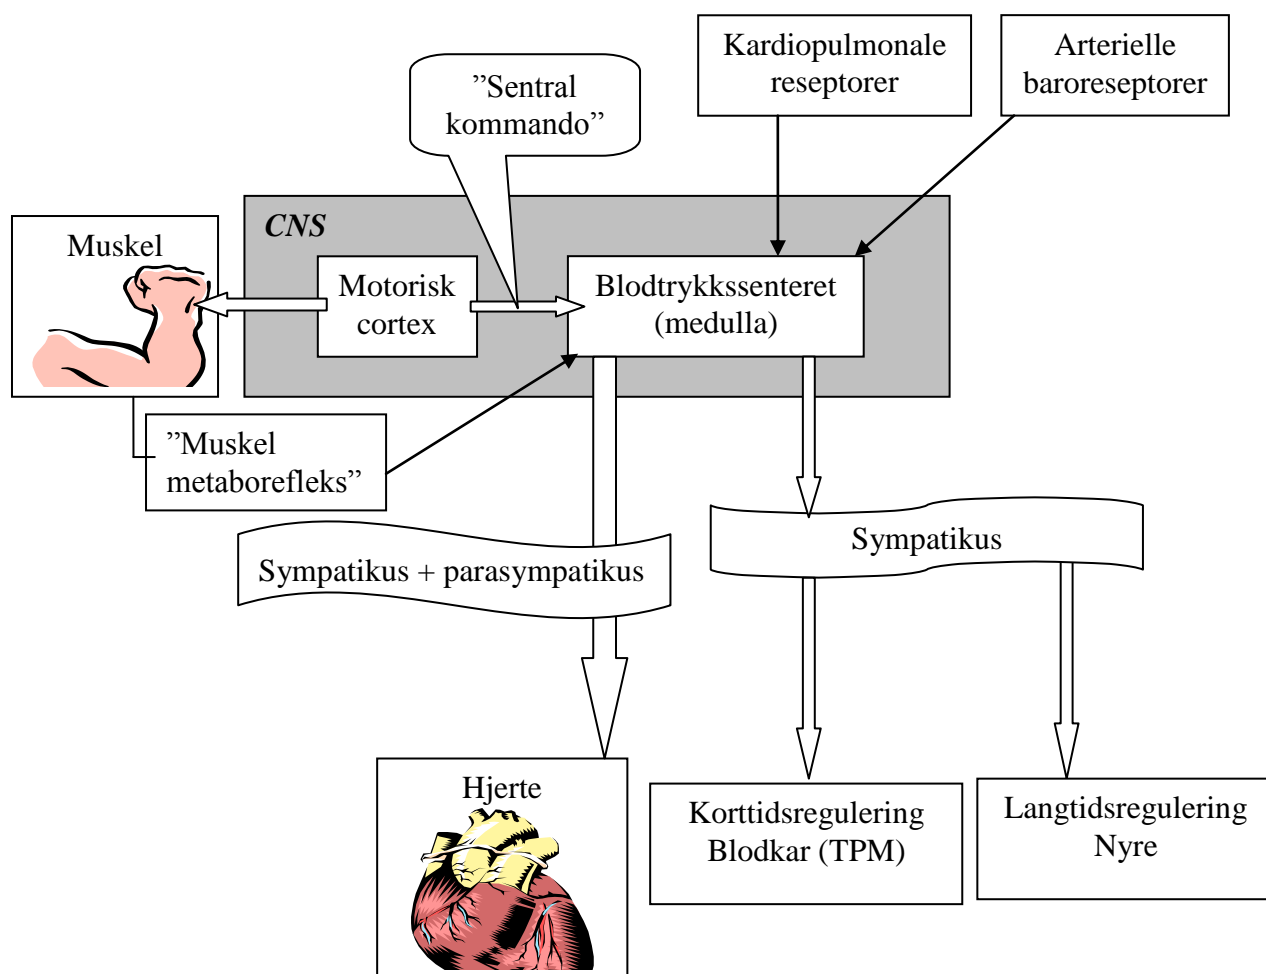 Kardiopulmonale
reseptorer
Arterielle
baroreseptorer
”Sentral
kommando”
CNS
Muskel
Motorisk
cortex
Blodtrykkssenteret
(medulla)
”Muskel
metaborefleks”
Sympatikus + parasympatikus
Sympatikus
Hjerte
Korttidsregulering
Blodkar (TPM)
Langtidsregulering
Nyre